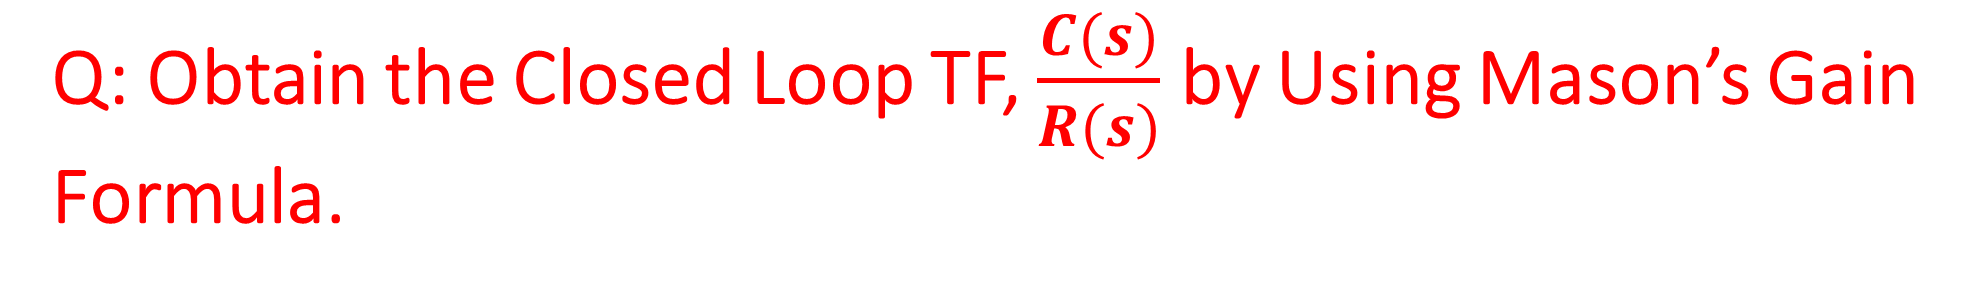 Q: Obtain the Closed Loop TF, C(s)/R(s) by Using Mason’s Gain
Formula.